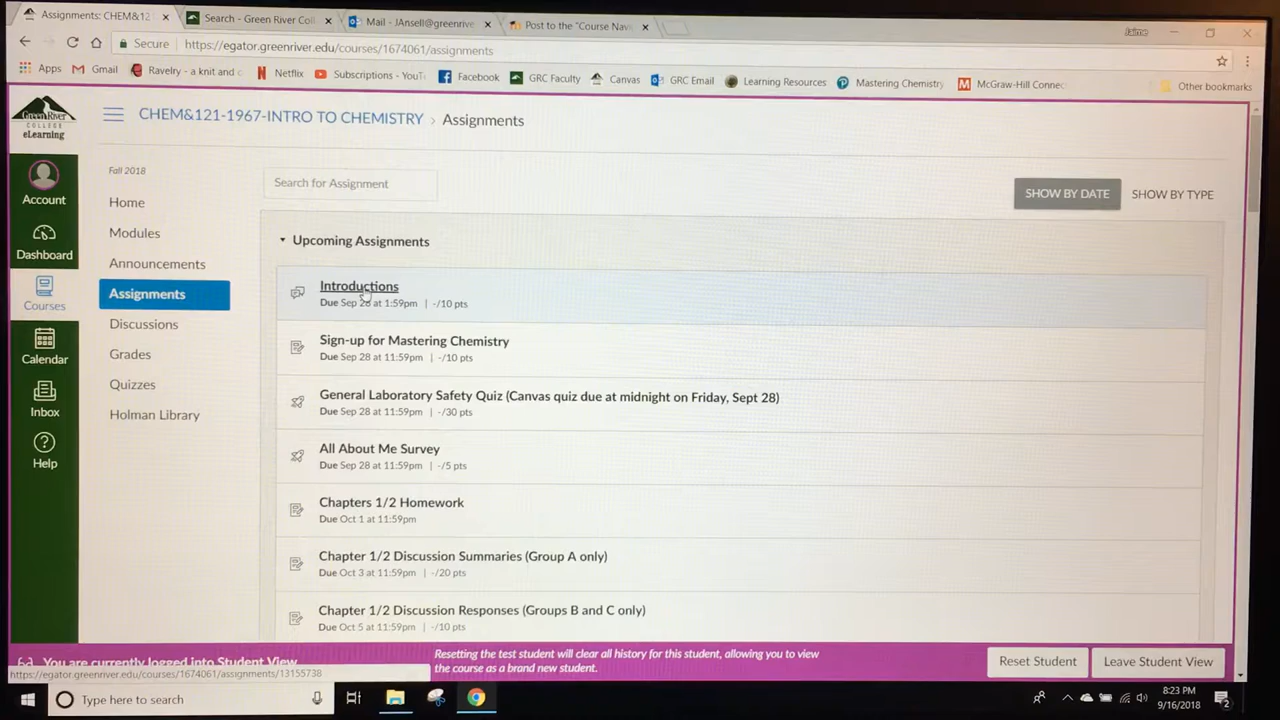 Assignments: CHEM&12
Search - Green River Coll
Mail - JAnsell@greenrive
Post to the "Course Navi
Jaime
Secure
https://egator.greenriver.edu/courses/1674061/assignments
Apps
Gmail
Ravelry - a knit and c
Netflix
Subscriptions - YouT
Facebook
GRC Faculty
Canvas
GRC Email
Learning Resources
Mastering Chemistry
McGraw-Hill Connec
Other bookmarks
Green River
COLLEGE
eLearning
CHEM&121-1967-INTRO TO CHEMISTRY › Assignments
Account
Dashboard
Courses
Calendar
Inbox
Help
Fall 2018
Home
Modules
Announcements
Assignments
Discussions
Grades
Quizzes
Holman Library
Search for Assignment
SHOW BY DATE
SHOW BY TYPE
Upcoming Assignments
Introductions
Due Sep 28 at 1:59pm | -/10 pts
Sign-up for Mastering Chemistry
Due Sep 28 at 11:59pm | -/10 pts
General Laboratory Safety Quiz (Canvas quiz due at midnight on Friday, Sept 28)
Due Sep 28 at 11:59pm | -/30 pts
All About Me Survey
Due Sep 28 at 11:59pm | -/5 pts
Chapters 1/2 Homework
Due Oct 1 at 11:59pm
Chapter 1/2 Discussion Summaries (Group A only)
Due Oct 3 at 11:59pm | -/20 pts
Chapter 1/2 Discussion Responses (Groups B and C only)
Due Oct 5 at 11:59pm | -/10 pts
You are currently logged into Student View
Resetting the test student will clear all history for this student, allowing you to view
the course as a brand new student.
Reset Student
Leave Student View
https://egator.greenriver.edu/courses/1674061/assignments/13155738
Type here to search
8:23 PM
9/16/2018
2